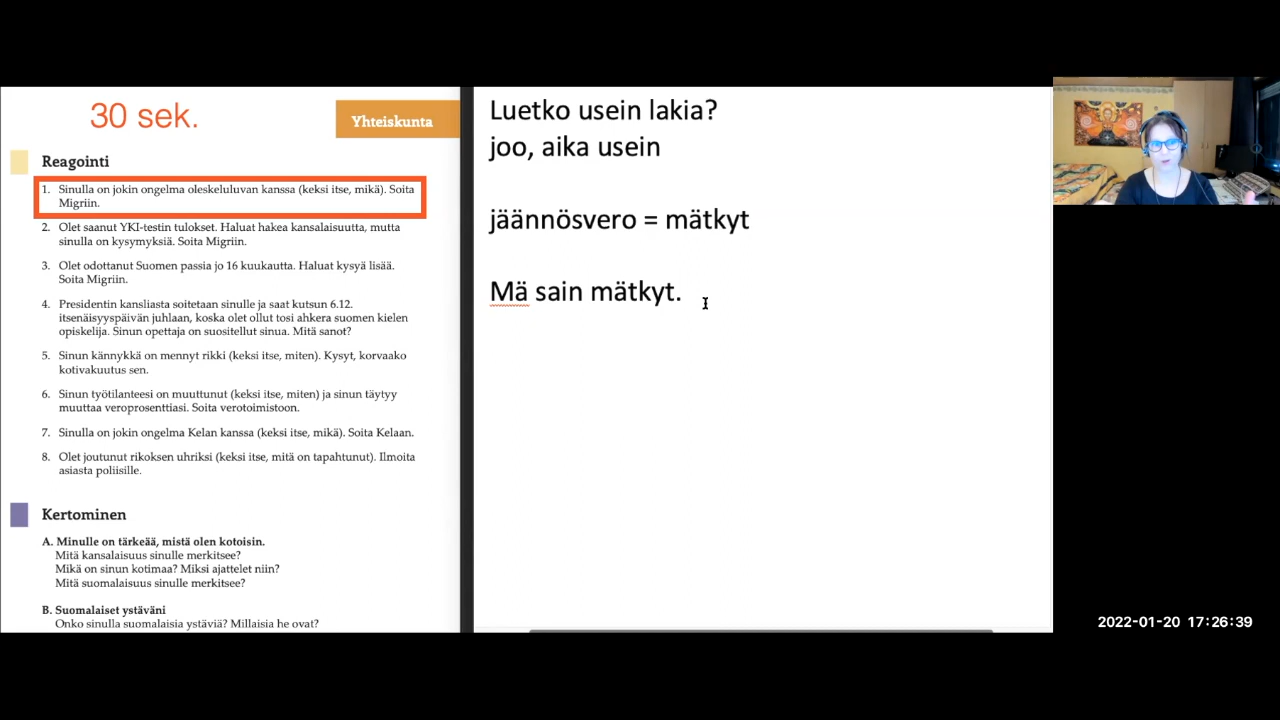 30 sek.
Yhteiskunta
Reagointi
1. Sinulla on jokin ongelma oleskeluluvan kanssa (keksi itse, mikä). Soita
Migriin.
2. Olet saanut YKI-testin tulokset. Haluat hakea kansalaisuutta, mutta
sinulla on kysymyksiä. Soita Migriin.
3. Olet odottanut Suomen passia jo 16 kuukautta. Haluat kysyä lisää.
Soita Migriin.
4. Presidentin kansliasta soitetaan sinulle ja saat kutsun 6.12.
itsenäisyyspäivän juhlaan, koska olet ollut tosi ahkera suomen kielen
opiskelija. Sinun opettaja on suositellut sinua. Mitä sanot?
5. Sinun kännykkä on mennyt rikki (keksi itse, miten). Kysyt, korvaako
kotivakuutus sen.
6. Sinun työtilanteesi on muuttunut (keksi itse, miten) ja sinun täytyy
muuttaa veroprosenttiasi. Soita verotoimistoon.
7. Sinulla on jokin ongelma Kelan kanssa (keksi itse, mikä). Soita Kelaan.
8. Olet joutunut rikoksen uhriksi (keksi itse, mitä on tapahtunut). Ilmoita
asiasta poliisille.
Kertominen
A. Minulle on tärkeää, mistä olen kotoisin.
Mitä kansalaisuus sinulle merkitsee?
Mikä on sinun kotimaa? Miksi ajattelet niin?
Mitä suomalaisuus sinulle merkitsee?
B. Suomalaiset ystäväni
Onko sinulla suomalaisia ystäviä? Millaisia he ovat?
Luetko usein lakia?
joo, aika usein
jäännösvero = mätkyt
Mä sain mätkyt.
2022-01-20 17:26:39